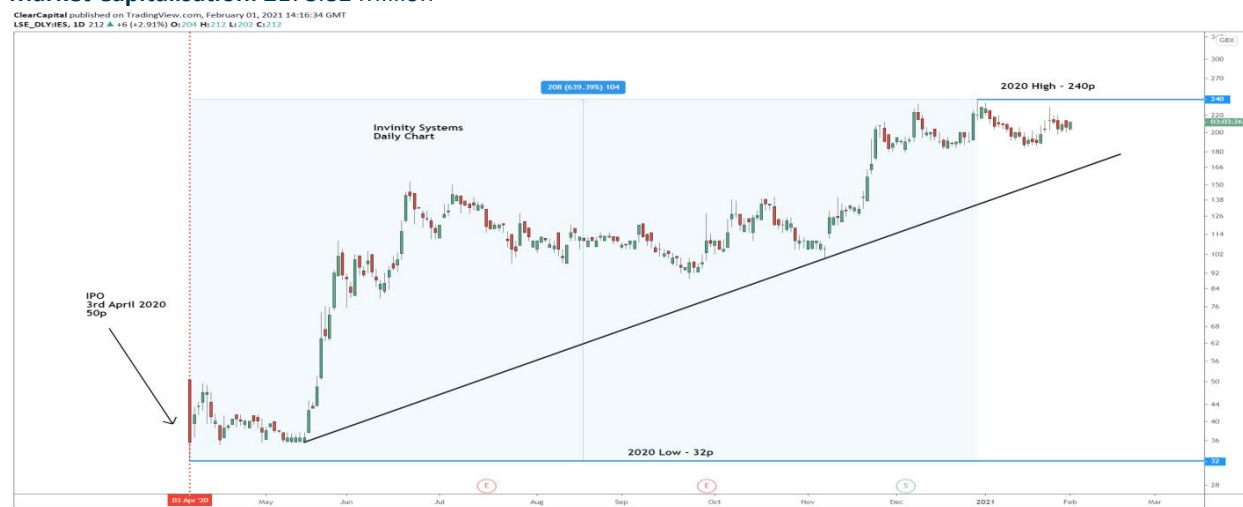 ClearCapital published on TradingView.com, February 01, 2021 14:16:34 GMT
LSE_DLY:IES, 1D 212 ▲ +6 (+2.91%) O:204 H:212 L:202 C:212
GBX
300
270
240
220
03:03:26
200
180
166
150
138
126
114
102
92
84
76
68
62
56
50
44
40
36
32
28
208 (639.39%) 104
2020 High - 240p
Invinity Systems
Daily Chart
IPO
3rd April 2020
50p
2020 Low - 32p
E
E
S
03 Apr '20
May
Jun
Jul
Aug
Sep
Oct
Nov
Dec
2021
Feb
Mar